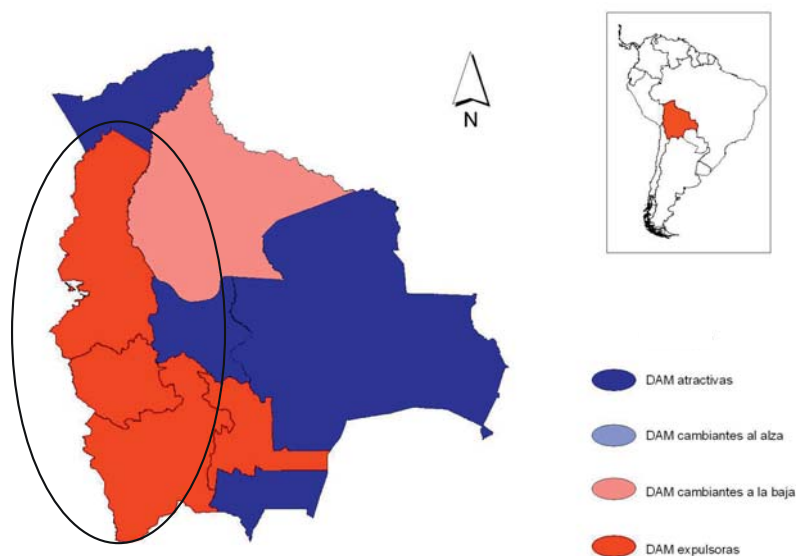 N
DAM atractivas
DAM cambiantes al alza
DAM cambiantes a la baja
DAM expulsoras